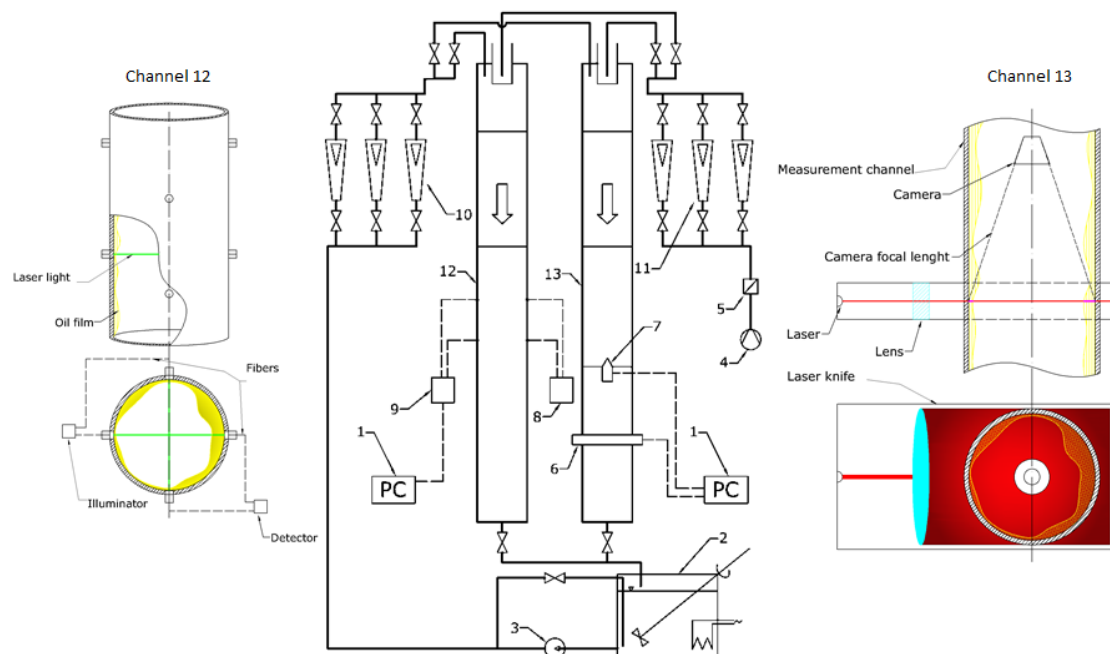 Channel 12
Laser light
Oil film
Fibers
Illuminator
Detector
10
11
12
13
5
4
7
9
8
1
PC
6
1
PC
2
3
Channel 13
Measurement channel
Camera
Camera focal lenght
Laser
Lens
Laser knife